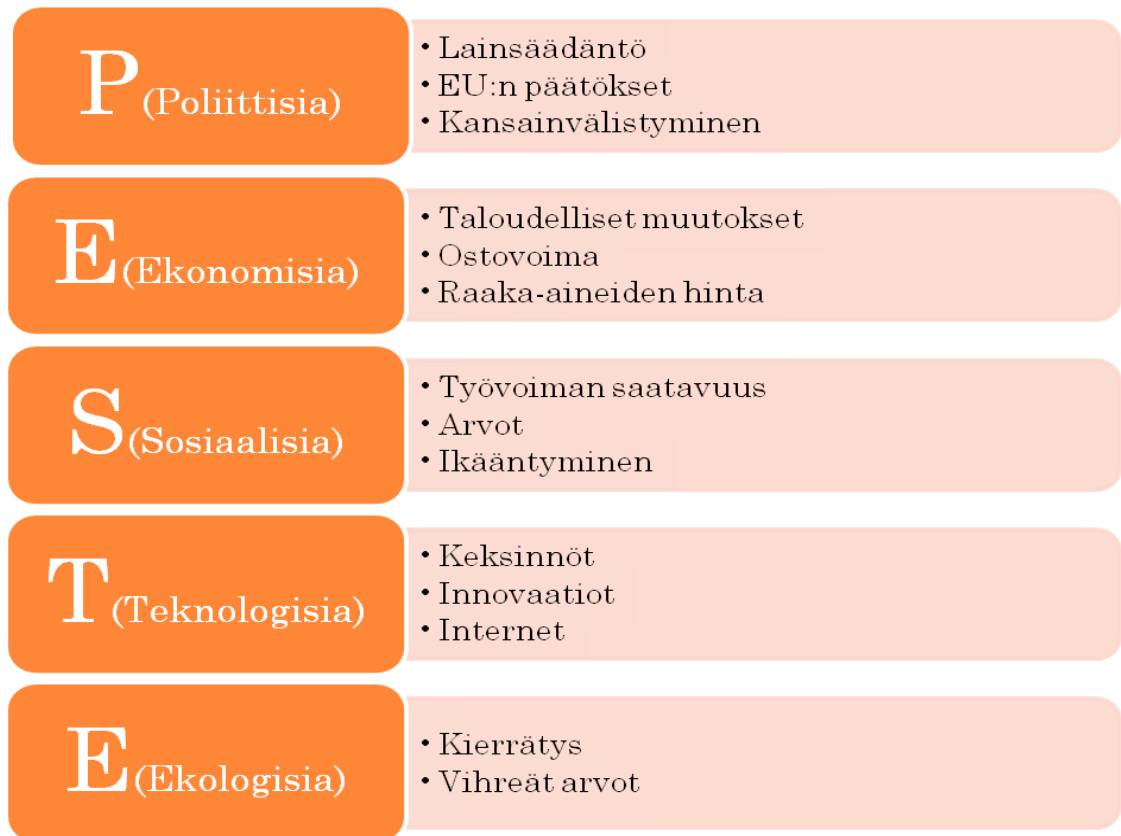 P(Poliittisia)
• Lainsäädäntö
• EU:n päätökset
• Kansainvälistyminen
E(Ekonomisia)
• Taloudelliset muutokset
• Ostovoima
• Raaka-aineiden hinta
S(Sosiaalisia)
• Työvoiman saatavuus
• Arvot
• Ikääntyminen
T(Teknologisia)
• Keksinnöt
• Innovaatiot
• Internet
E(Ekologisia)
• Kierrätys
• Vihreät arvot